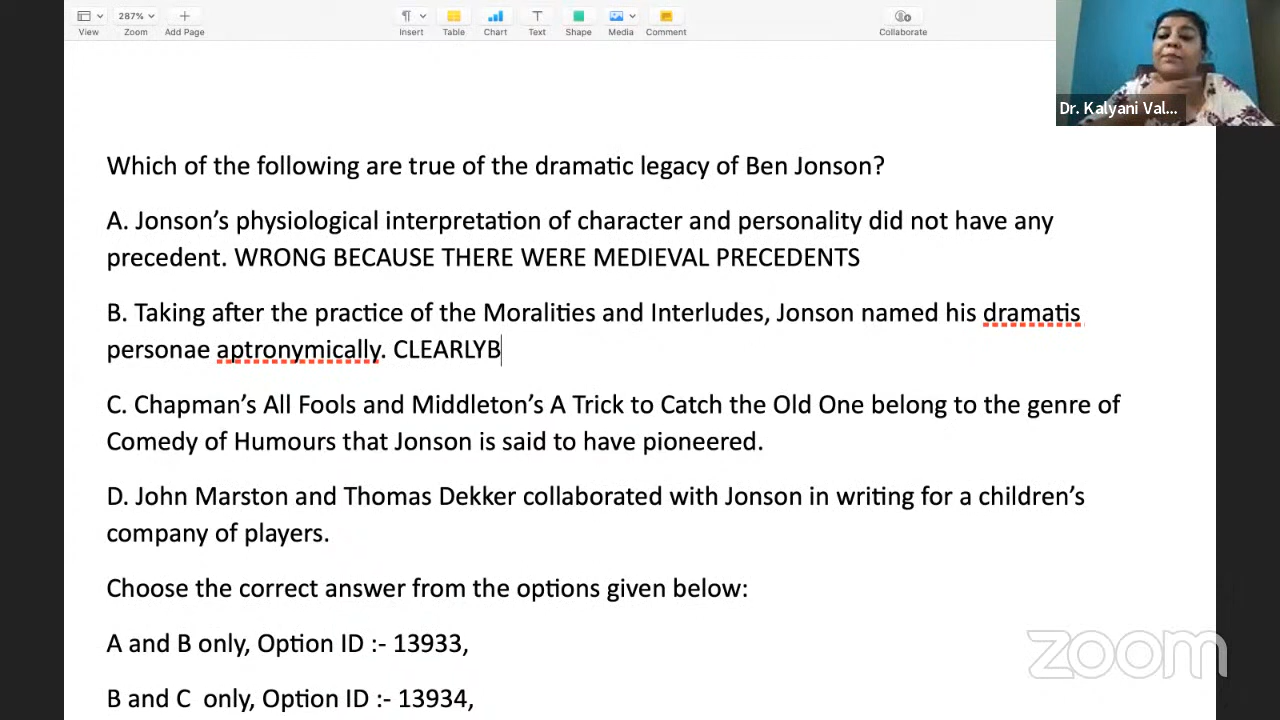 View
287%
Zoom
Add Page
Insert
Table
Chart
Text
Shape
Media
Comment
Collaborate
Dr. Kalyani Val...
Which of the following are true of the dramatic legacy of Ben Jonson?
A. Jonson’s physiological interpretation of character and personality did not have any
precedent. WRONG BECAUSE THERE WERE MEDIEVAL PRECEDENTS
B. Taking after the practice of the Moralities and Interludes, Jonson named his dramatis
personae aptronymically. CLEARLYB
C. Chapman’s All Fools and Middleton’s A Trick to Catch the Old One belong to the genre of
Comedy of Humours that Jonson is said to have pioneered.
D. John Marston and Thomas Dekker collaborated with Jonson in writing for a children’s
company of players.
Choose the correct answer from the options given below:
A and B only, Option ID :- 13933,
B and C  only, Option ID :- 13934,
zoom